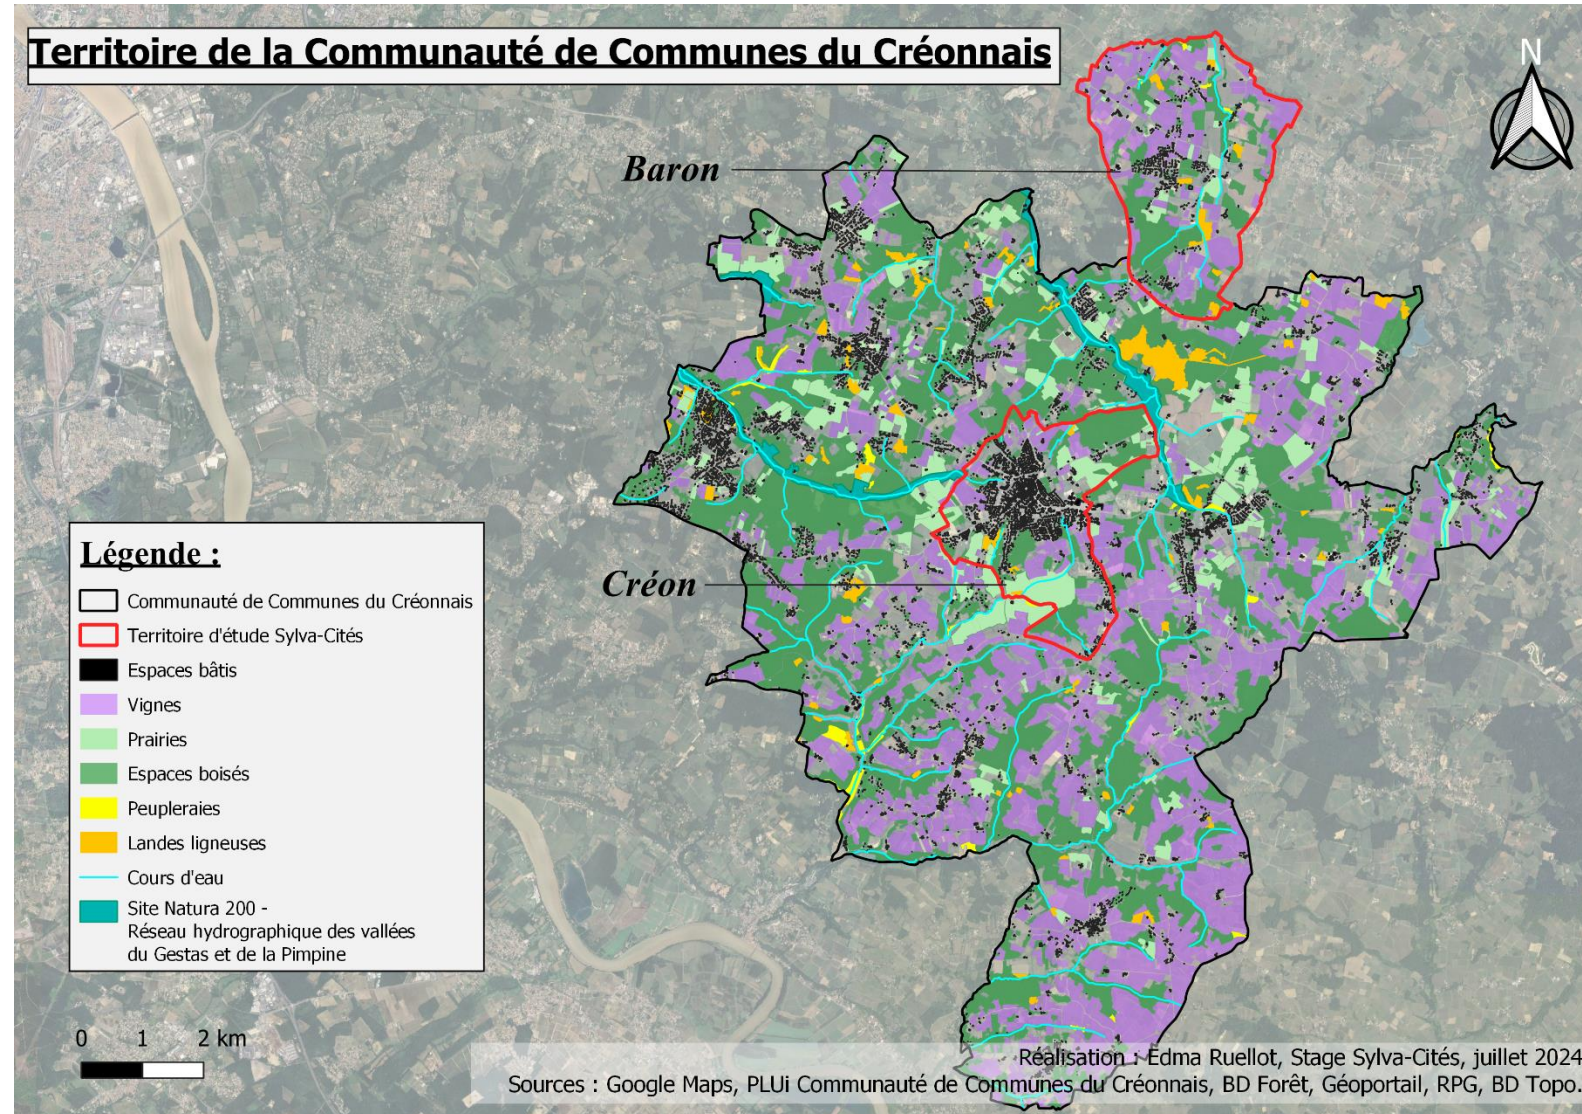 Territoire de la Communauté de Communes du Créonnais
N
Baron
Créon
Légende :
Communauté de Communes du Créonnais
Territoire d'étude Sylva-Cités
Espaces bâtis
Vignes
Prairies
Espaces boisés
Peupleraies
Landes ligneuses
Cours d'eau
Site Natura 200 -
Réseau hydrographique des vallées
du Gestas et de la Pimpine
0 1 2 km
Réalisation : Edma Ruellot, Stage Sylva-Cités, juillet 2024
Sources : Google Maps, PLUi Communauté de Communes du Créonnais, BD Forêt, Géoportail, RPG, BD Topo.